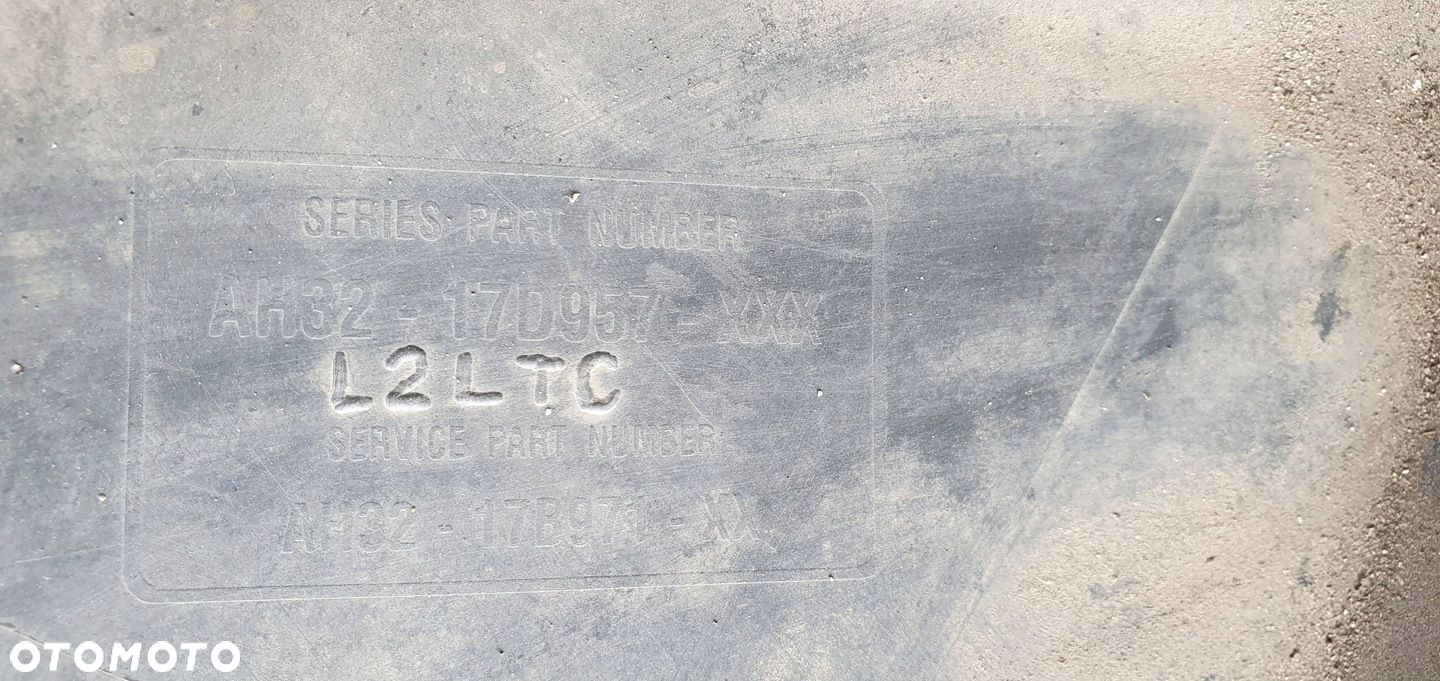 SERIES PART NUMBER
AH32 - 17D957 - XXX
L2LTC
SERVICE PART NUMBER
AH32 - 17B971 - XX
OTOMOTO